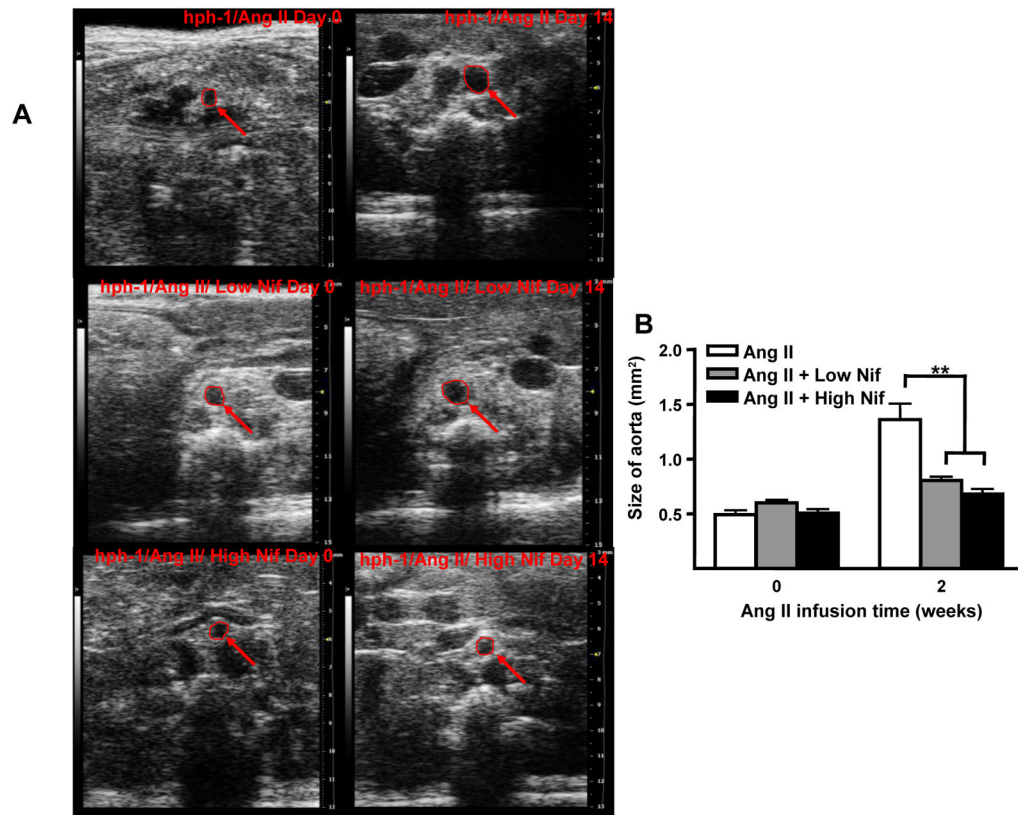 A
hph-1/Ang II Day 0
hph-1/Ang II Day 14
hph-1/Ang II/ Low Nif Day 0
hph-1/Ang II/ Low Nif Day 14
hph-1/Ang II/ High Nif Day 0
hph-1/Ang II/ High Nif Day 14
B
Size of aorta (mm²)
2.0
1.5
1.0
0.5
Ang II
Ang II + Low Nif
Ang II + High Nif
**
0
2
Ang II infusion time (weeks)